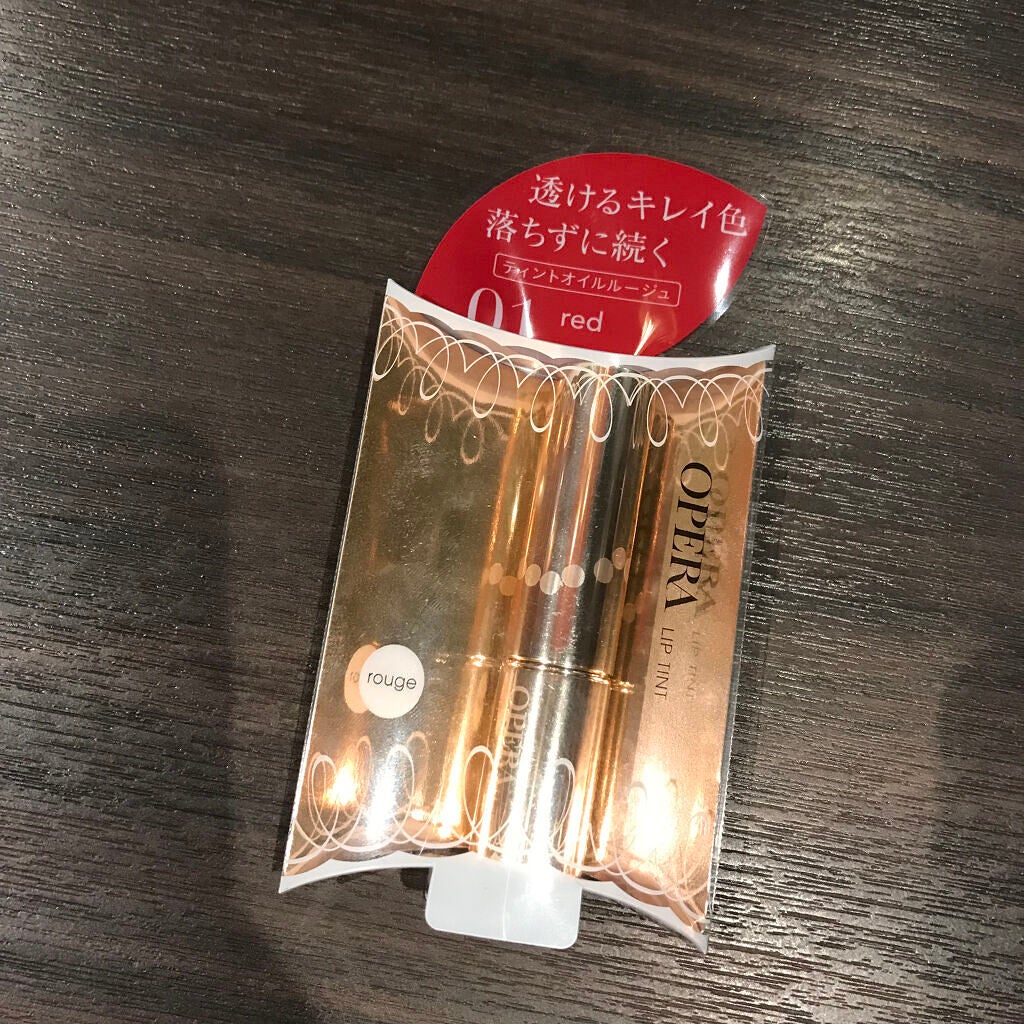 透けるキレイ色
落ちずに続く
ティントオイルルージュ
01 red
OPERA LIP TINT
rouge
OPERA